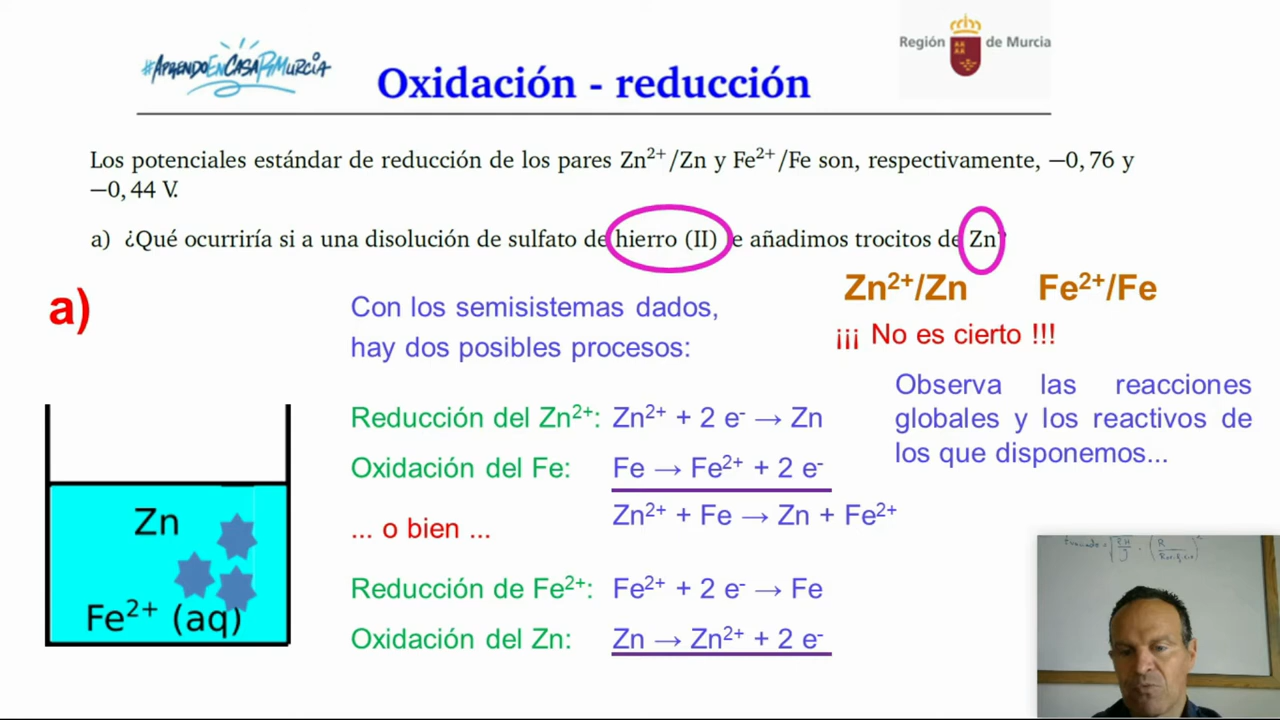 #AprendoEnCasaRMurcia
Región de Murcia
Oxidación - reducción
Los potenciales estándar de reducción de los pares Zn²⁺/Zn y Fe²⁺/Fe son, respectivamente, −0, 76 y
−0, 44 V.
a) ¿Qué ocurriría si a una disolución de sulfato de hierro (II) le añadimos trocitos de Zn?
a)
Con los semisistemas dados,
hay dos posibles procesos:
Zn²⁺/Zn Fe²⁺/Fe
¡¡¡ No es cierto !!!
Observa las reacciones
globales y los reactivos de
los que disponemos...
Reducción del Zn²⁺: Zn²⁺ + 2 e⁻ → Zn
Oxidación del Fe: Fe → Fe²⁺ + 2 e⁻
Zn²⁺ + Fe → Zn + Fe²⁺
... o bien ...
Reducción de Fe²⁺: Fe²⁺ + 2 e⁻ → Fe
Oxidación del Zn: Zn → Zn²⁺ + 2 e⁻
Zn
Fe²⁺ (aq)